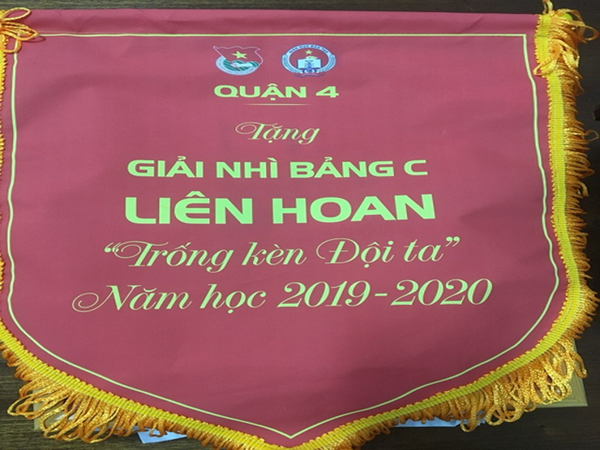 QUẬN 4
Tặng
GIẢI NHÌ BẢNG C
LIÊN HOAN
“Trống kèn Đội ta”
Năm học 2019-2020